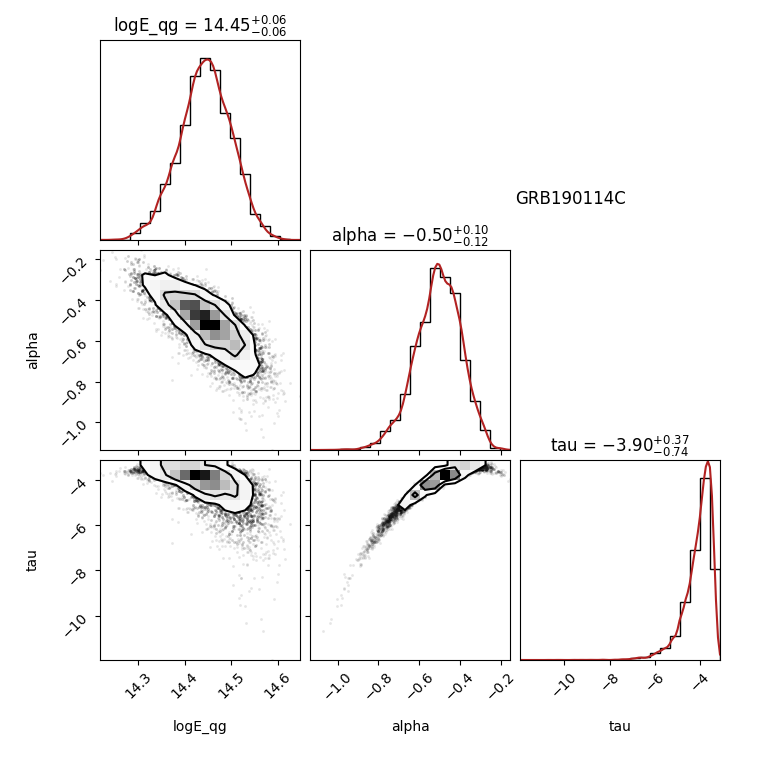 logE_qg = 14.45+0.06−0.06
GRB190114C
alpha = −0.50+0.10−0.12
−0.2
−0.4
−0.6
−0.8
−1.0
alpha
tau = −3.90+0.37−0.74
−4
−6
−8
−10
tau
14.3 14.4 14.5 14.6
−1.0 −0.8 −0.6 −0.4 −0.2
−10 −8 −6 −4
logE_qg alpha tau